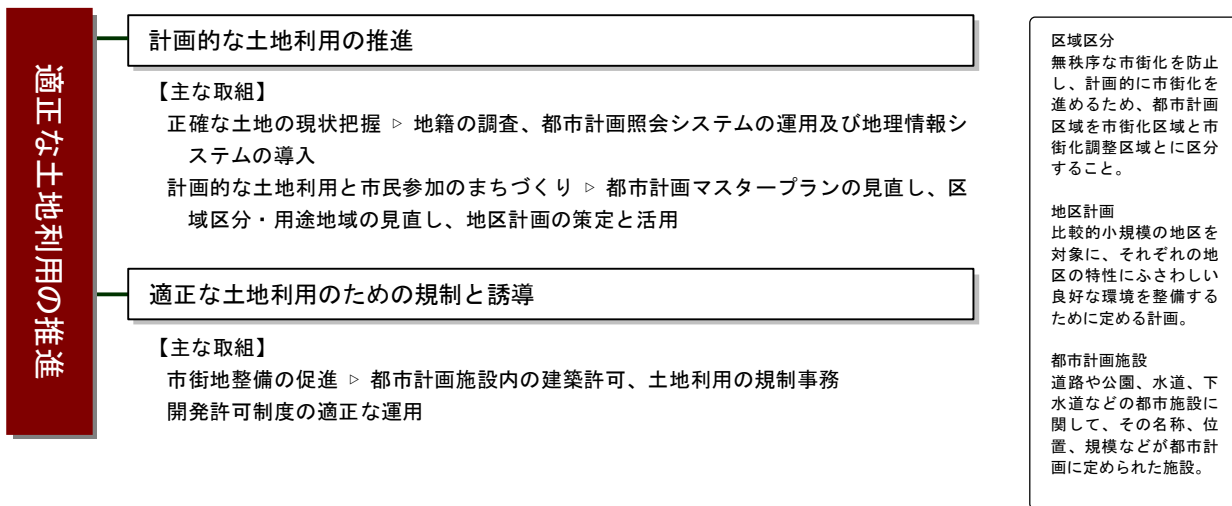 適正な土地利用の推進
計画的な土地利用の推進
【主な取組】
正確な土地の現状把握 ▷ 地籍の調査、都市計画照会システムの運用及び地理情報シ
ステムの導入
計画的な土地利用と市民参加のまちづくり ▷ 都市計画マスタープランの見直し、区
域区分・用途地域の見直し、地区計画の策定と活用
適正な土地利用のための規制と誘導
【主な取組】
市街地整備の促進 ▷ 都市計画施設内の建築許可、土地利用の規制事務
開発許可制度の適正な運用
区域区分
無秩序な市街化を防止
し、計画的に市街化を
進めるため、都市計画
区域を市街化区域と市
街化調整区域とに区分
すること。
地区計画
比較的小規模の地区を
対象に、それぞれの地
区の特性にふさわしい
良好な環境を整備する
ために定める計画。
都市計画施設
道路や公園、水道、下
水道などの都市施設に
関して、その名称、位
置、規模などが都市計
画に定められた施設。